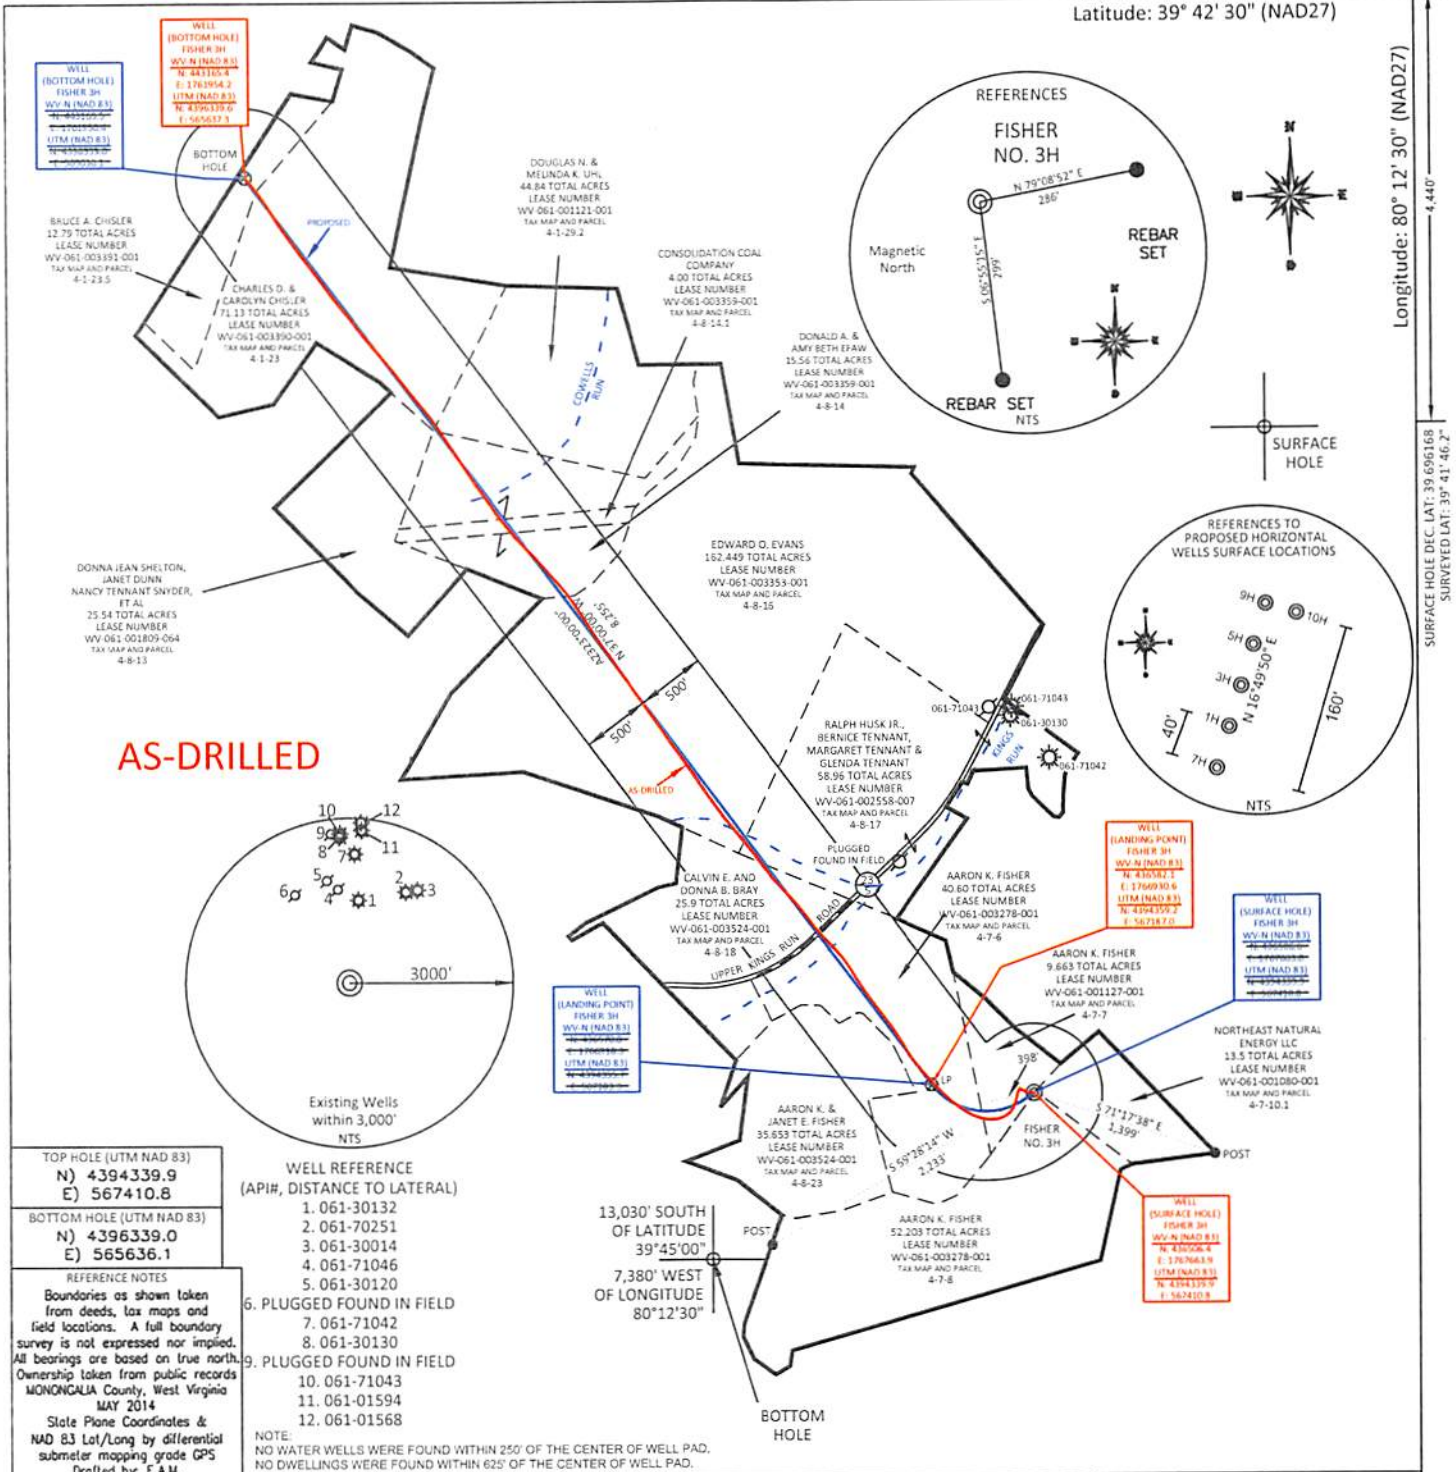 Latitude: 39° 42' 30" (NAD27)
Longitude: 80° 12' 30" (NAD27)
4,440'
SURFACE HOLE DEC. LAT: 39.696168
SURVEYED LAT: 39° 41' 46.2"
WELL
(BOTTOM HOLE)
FISHER 3H
WV-N (NAD 83)
UTM (NAD 83)
WELL
(BOTTOM HOLE)
FISHER 3H
WV-N (NAD 83)
N: 443165.4
E: 1761954.2
UTM (NAD 83)
N: 4396339.6
E: 565637.3
BOTTOM
HOLE
PROPOSED
BRUCE A. CHISLER
12.79 TOTAL ACRES
LEASE NUMBER
WV-061-003391-001
TAX MAP AND PARCEL
4-1-23.5
CHARLES D. &
CAROLYN CHISLER
71.13 TOTAL ACRES
LEASE NUMBER
WV-061-003390-001
TAX MAP AND PARCEL
4-1-23
DOUGLAS N. &
MELINDA K. UHL
44.84 TOTAL ACRES
LEASE NUMBER
WV-061-001121-001
TAX MAP AND PARCEL
4-1-29.2
COWELLS
RUN
CONSOLIDATION COAL
COMPANY
4.00 TOTAL ACRES
LEASE NUMBER
WV-061-003359-001
TAX MAP AND PARCEL
4-8-14.1
DONALD A. &
AMY BETH EFAW
15.56 TOTAL ACRES
LEASE NUMBER
WV-061-003359-001
TAX MAP AND PARCEL
4-8-14
REFERENCES
FISHER
NO. 3H
N 79°08'52" E
286'
S 06°55'15" E
299'
Magnetic
North
REBAR
SET
REBAR SET
NTS
SURFACE
HOLE
REFERENCES TO
PROPOSED HORIZONTAL
WELLS SURFACE LOCATIONS
9H
10H
5H
3H
1H
7H
N 16°49'50" E
40'
160'
NTS
DONNA JEAN SHELTON,
JANET DUNN
NANCY TENNANT SNYDER,
ET AL
25.54 TOTAL ACRES
LEASE NUMBER
WV-061-001809-064
TAX MAP AND PARCEL
4-8-13
EDWARD O. EVANS
162.449 TOTAL ACRES
LEASE NUMBER
WV-061-003353-001
TAX MAP AND PARCEL
4-8-16
AZ323°00'00"
N 37°00'00" W
8,255'
500'
500'
AS-DRILLED
AS-DRILLED
RALPH HUSK JR.,
BERNICE TENNANT,
MARGARET TENNANT &
GLENDA TENNANT
58.96 TOTAL ACRES
LEASE NUMBER
WV-061-002558-007
TAX MAP AND PARCEL
4-8-17
061-71043
061-71043
061-30130
061-71042
KINGS
RUN
PLUGGED
FOUND IN FIELD
23
5
UPPER KINGS RUN ROAD
CALVIN E. AND
DONNA B. BRAY
25.9 TOTAL ACRES
LEASE NUMBER
WV-061-003524-001
TAX MAP AND PARCEL
4-8-18
AARON K. FISHER
40.60 TOTAL ACRES
LEASE NUMBER
WV-061-003278-001
TAX MAP AND PARCEL
4-7-6
AARON K. FISHER
9.663 TOTAL ACRES
LEASE NUMBER
WV-061-001127-001
TAX MAP AND PARCEL
4-7-7
WELL
(LANDING POINT)
FISHER 3H
WV-N (NAD 83)
N: 436582.1
E: 1766930.6
UTM (NAD 83)
N: 4394359.2
E: 567187.0
WELL
(SURFACE HOLE)
FISHER 3H
WV-N (NAD 83)
UTM (NAD 83)
WELL
(LANDING POINT)
FISHER 3H
WV-N (NAD 83)
UTM (NAD 83)
NORTHEAST NATURAL
ENERGY LLC
13.5 TOTAL ACRES
LEASE NUMBER
WV-061-001080-001
TAX MAP AND PARCEL
4-7-10.1
LP
398'
FISHER
NO. 3H
S 71°17'38" E
1,399'
POST
S 59°28'14" W
2,233'
AARON K. &
JANET E. FISHER
35.653 TOTAL ACRES
LEASE NUMBER
WV-061-003524-001
TAX MAP AND PARCEL
4-8-23
AARON K. FISHER
52.203 TOTAL ACRES
LEASE NUMBER
WV-061-003278-001
TAX MAP AND PARCEL
4-7-8
WELL
(SURFACE HOLE)
FISHER 3H
WV-N (NAD 83)
N: 436506.4
E: 1767663.9
UTM (NAD 83)
N: 4394339.9
E: 567410.8
POST
13,030' SOUTH
OF LATITUDE
39°45'00"
7,380' WEST
OF LONGITUDE
80°12'30"
BOTTOM
HOLE
10
12
9
8
11
7
5
6
4
1
2
3
3000'
Existing Wells
within 3,000'
NTS
TOP HOLE (UTM NAD 83)
N) 4394339.9
E) 567410.8
BOTTOM HOLE (UTM NAD 83)
N) 4396339.0
E) 565636.1
REFERENCE NOTES
Boundaries as shown taken
from deeds, tax maps and
field locations. A full boundary
survey is not expressed nor implied.
All bearings are based on true north.
Ownership taken from public records
MONONGALIA County, West Virginia
MAY 2014
State Plane Coordinates &
NAD 83 Lat/Long by differential
submeter mapping grade GPS
Drafted by: F.A.M.
WELL REFERENCE
(API#, DISTANCE TO LATERAL)
1. 061-30132
2. 061-70251
3. 061-30014
4. 061-71046
5. 061-30120
6. PLUGGED FOUND IN FIELD
7. 061-71042
8. 061-30130
9. PLUGGED FOUND IN FIELD
10. 061-71043
11. 061-01594
12. 061-01568
NOTE:
NO WATER WELLS WERE FOUND WITHIN 250' OF THE CENTER OF WELL PAD.
NO DWELLINGS WERE FOUND WITHIN 625' OF THE CENTER OF WELL PAD.